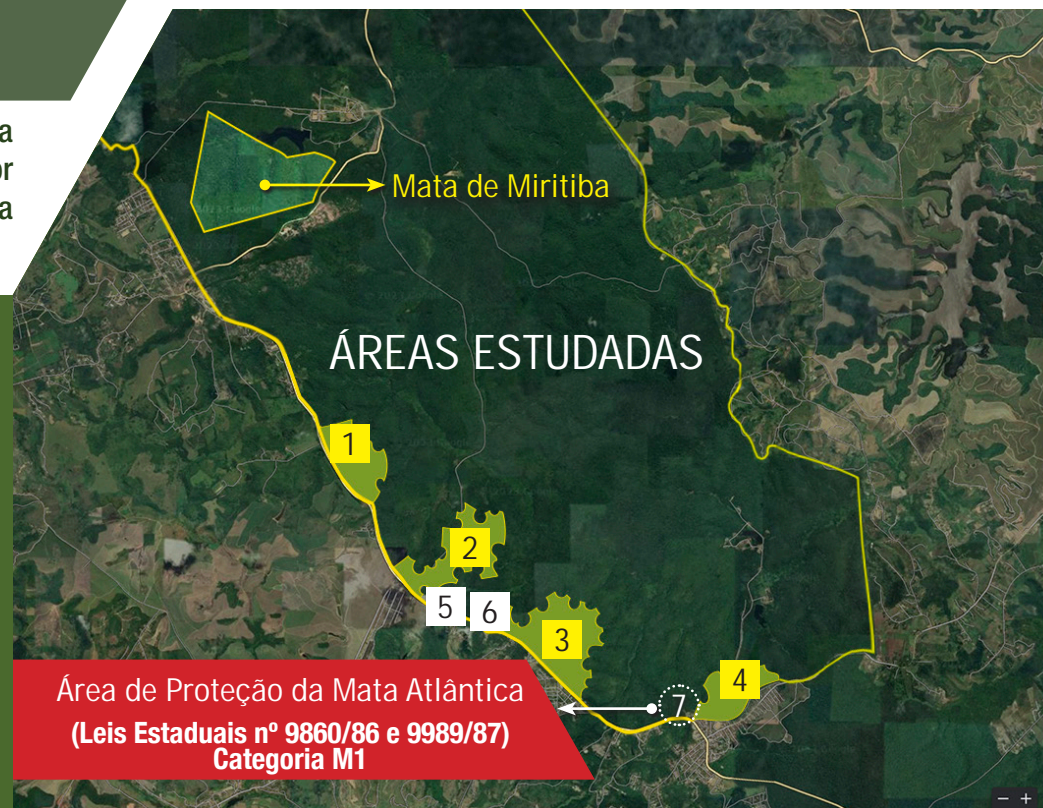 a
or
a
Mata de Miritiba
ÁREAS ESTUDADAS
1
2
5
6
3
4
7
Área de Proteção da Mata Atlântica
(Leis Estaduais nº 9860/86 e 9989/87)
Categoria M1
− +